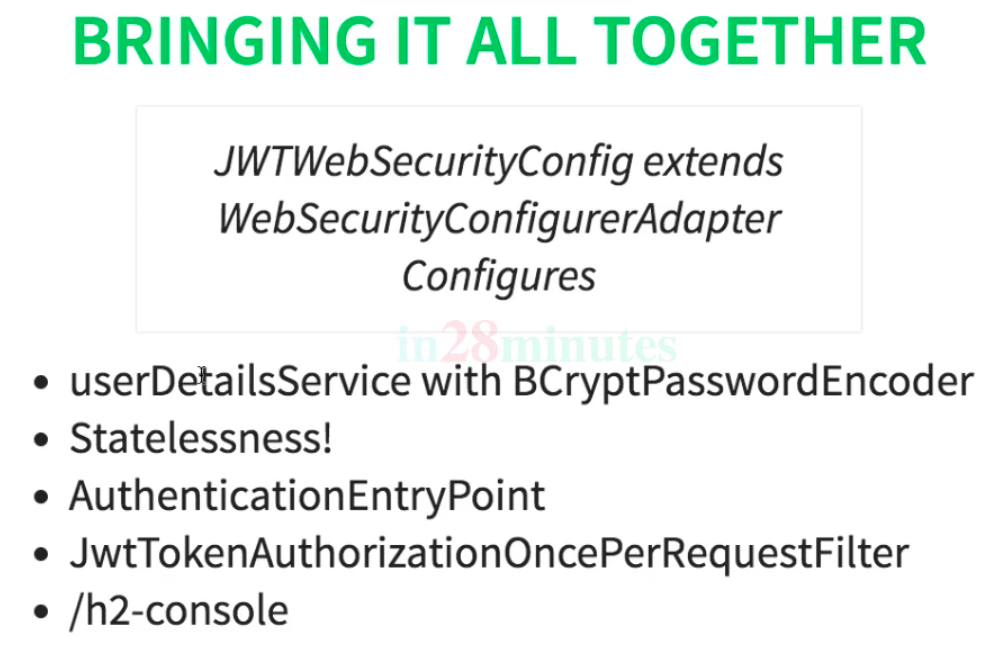 BRINGING IT ALL TOGETHER
JWTWebSecurityConfig extends
WebSecurityConfigurerAdapter
Configures
in28minutes
• userDetailsService with BCryptPasswordEncoder
• Statelessness!
• AuthenticationEntryPoint
• JwtTokenAuthorizationOncePerRequestFilter
• /h2-console